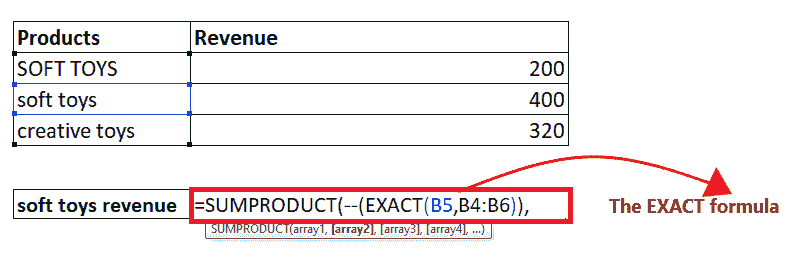 Products Revenue
SOFT TOYS 200
soft toys 400
creative toys 320
soft toys revenue =SUMPRODUCT(--(EXACT(B5,B4:B6)), The EXACT formula
SUMPRODUCT(array1, [array2], [array3], [array4], ...)